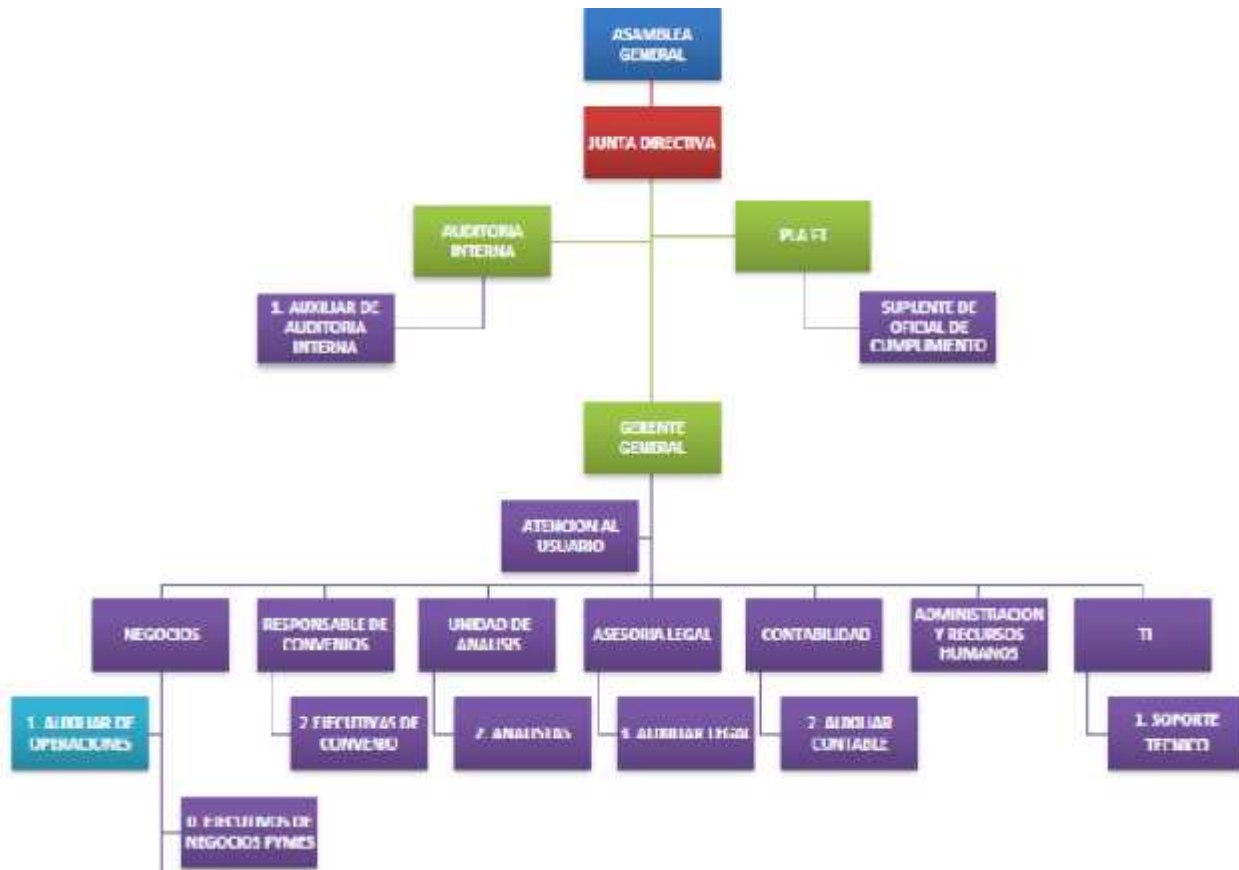 ASAMBLEA
GENERAL
JUNTA DIRECTIVA
AUDITORIA
INTERNA
PLA FT
1. AUXILIAR DE
AUDITORIA
INTERNA
SUPLENTE DE
OFICIAL DE
CUMPLIMIENTO
GERENTE
GENERAL
ATENCION AL
USUARIO
NEGOCIOS
RESPONSABLE DE
CONVENIOS
UNIDAD DE
ANALISIS
ASESORIA LEGAL
CONTABILIDAD
ADMINISTRACION
Y RECURSOS
HUMANOS
TI
1. AUXILIAR DE
OPERACIONES
2 EJECUTIVAS DE
CONVENIO
2. ANALISTAS
AUXILIAR LEGAL
2. AUXILIAR
CONTABLE
1. SOPORTE
TECNICO
EJECUTIVOS DE
NEGOCIOS PYMES